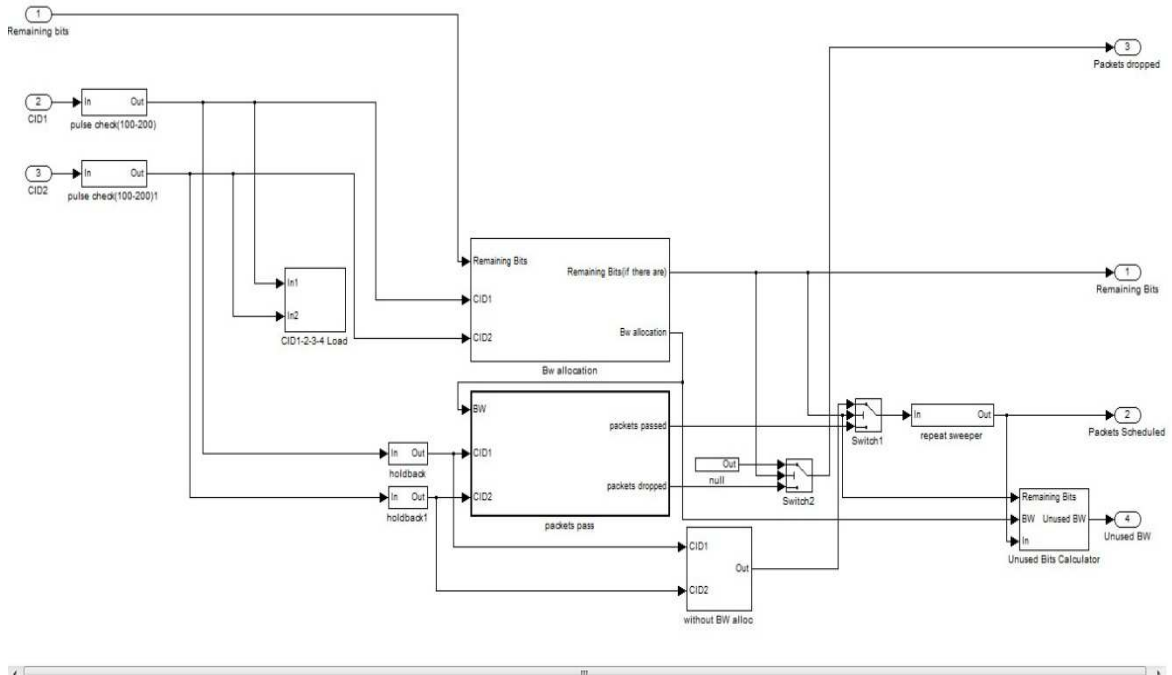 1
Remaining bits
3
Packets dropped
2
CID1
In Out
pulse check(100-200)
3
CID2
In Out
pulse check(100-200)1
In1
In2
CID1-2-3-4 Load
Remaining Bits
CID1
CID2
Remaining Bits(if there are)
Bw allocation
Bw allocation
1
Remaining Bits
BW
CID1
CID2
packets passed
packets dropped
packets pass
In Out
holdback
In Out
holdback1
Out
null
Switch2
Switch1
In Out
repeat sweeper
2
Packets Scheduled
Remaining Bits
BW Unused BW
In
Unused Bits Calculator
4
Unused BW
CID1
CID2
Out
without BW alloc